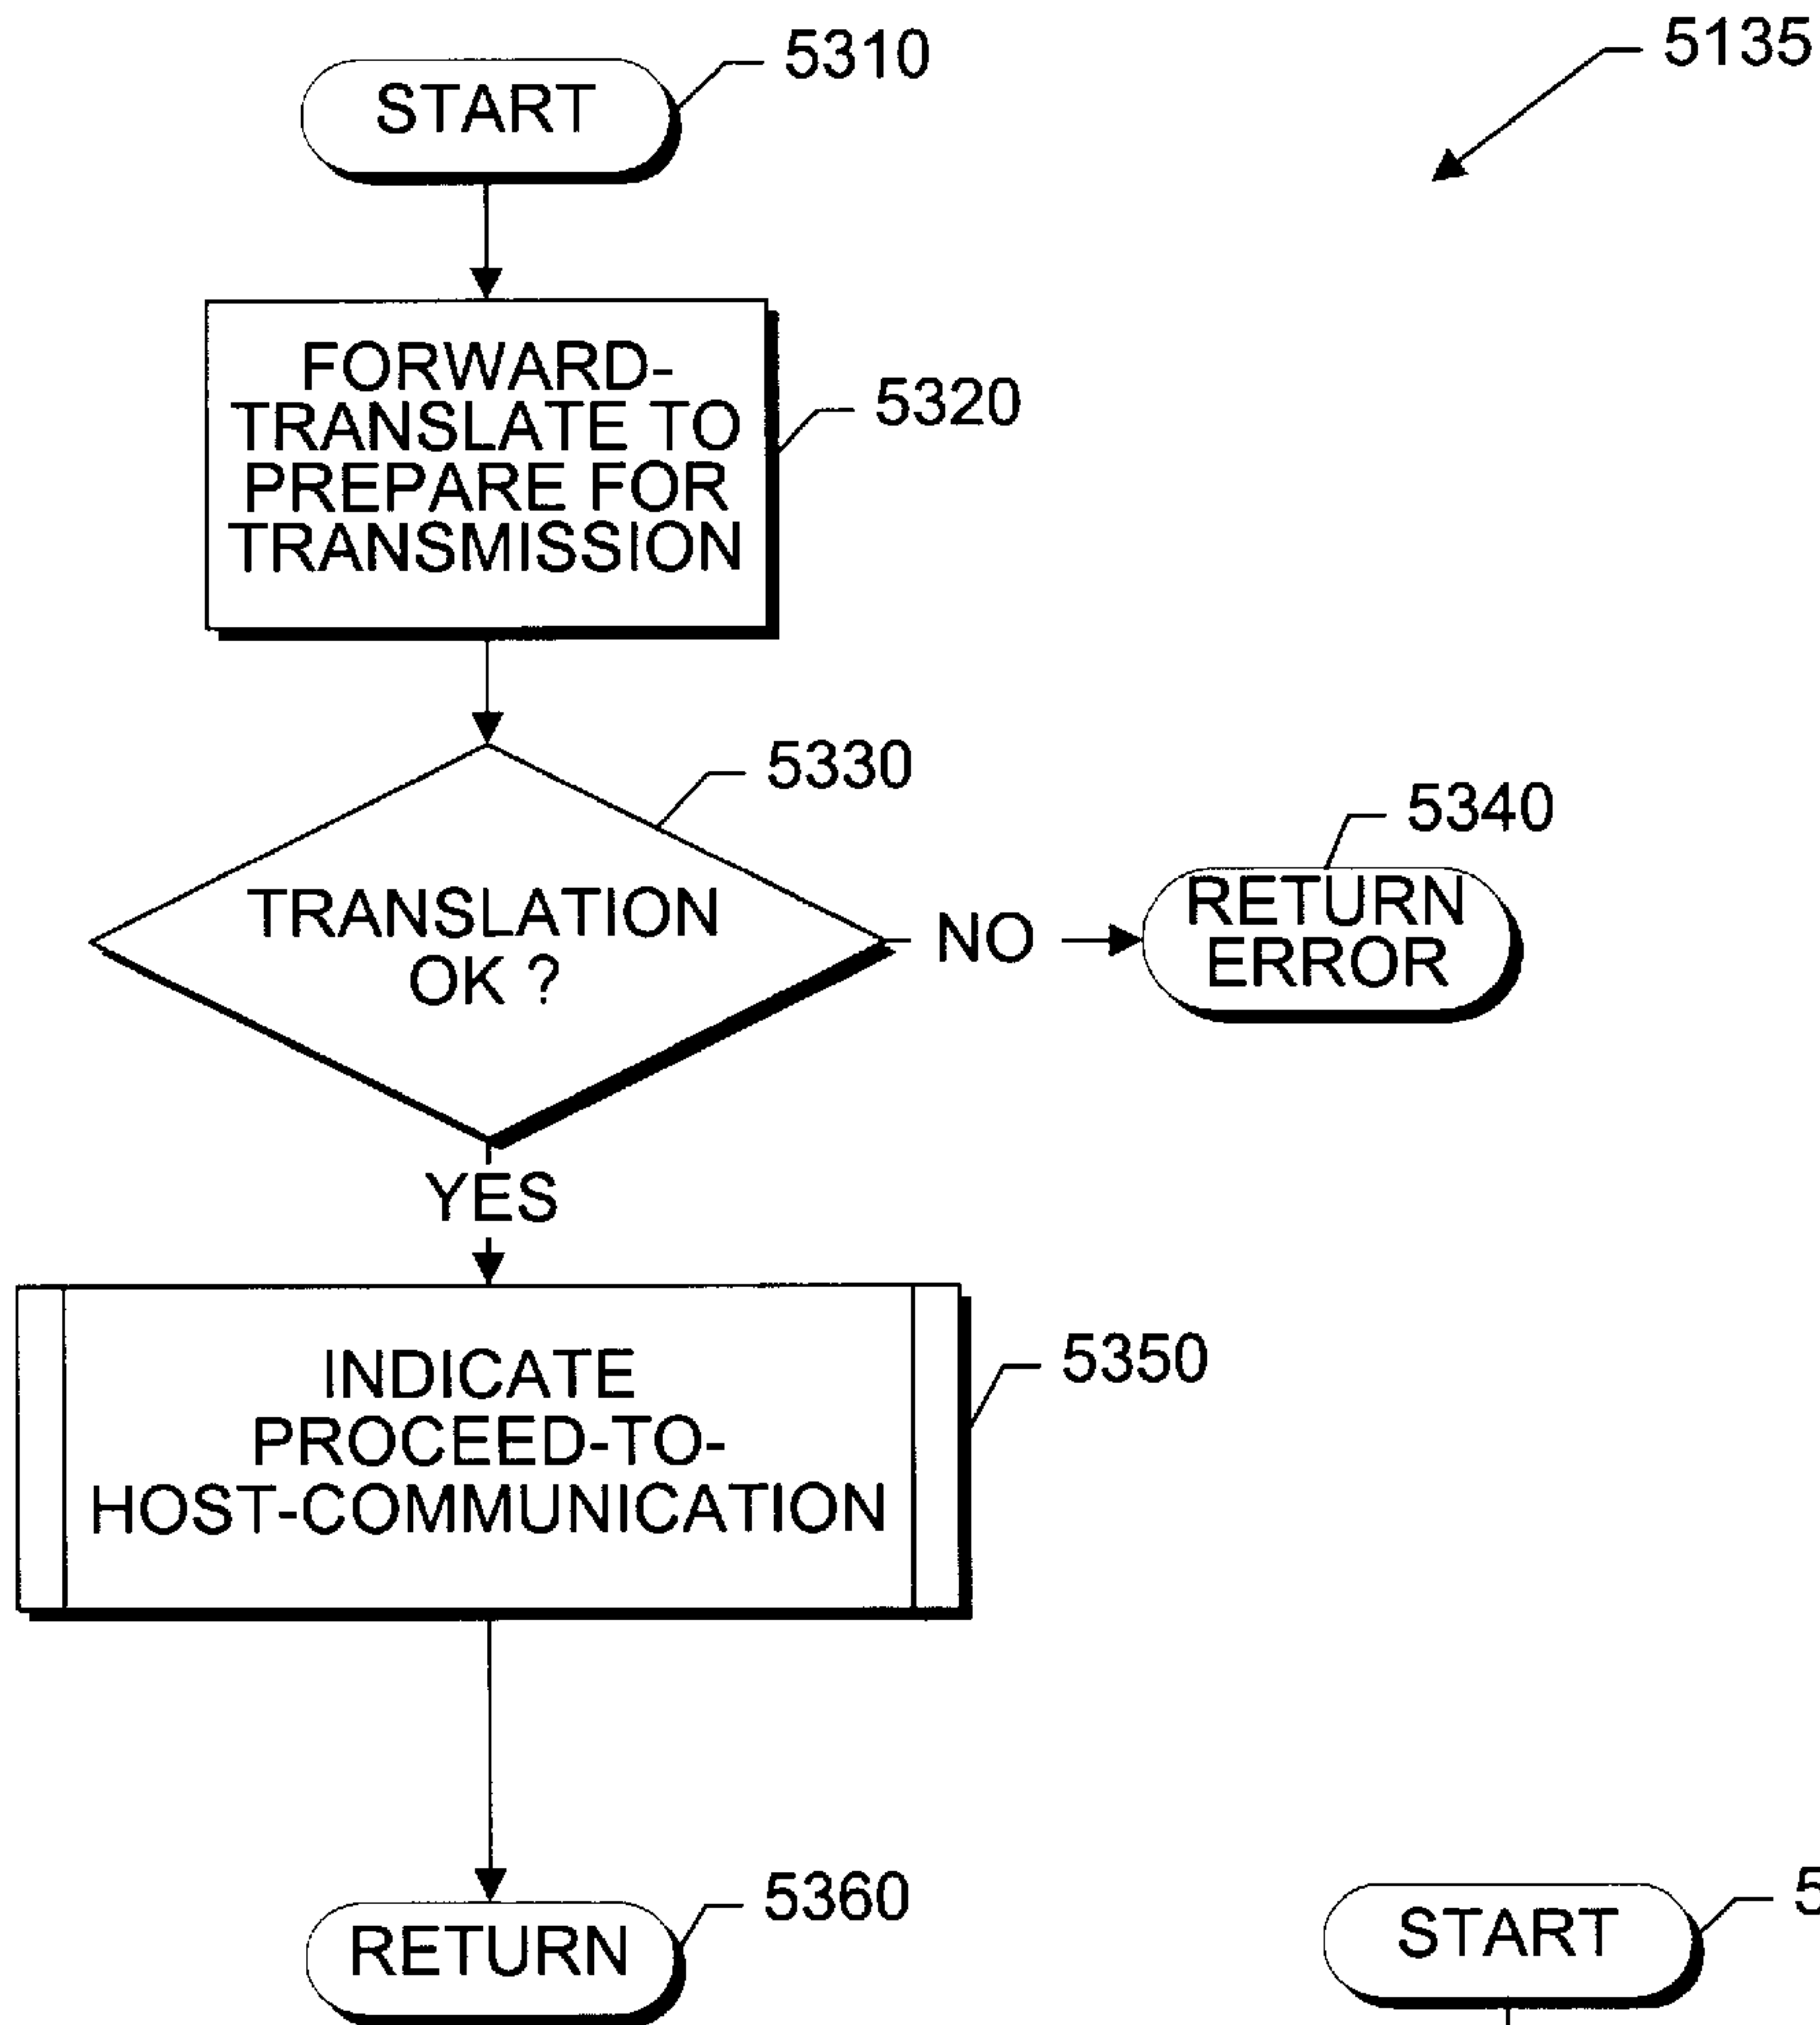 5310
5135
START
FORWARD-
TRANSLATE TO
PREPARE FOR
TRANSMISSION
5320
5330
TRANSLATION
OK ?
NO
5340
RETURN
ERROR
YES
INDICATE
PROCEED-TO-
HOST-COMMUNICATION
5350
5360
RETURN
START